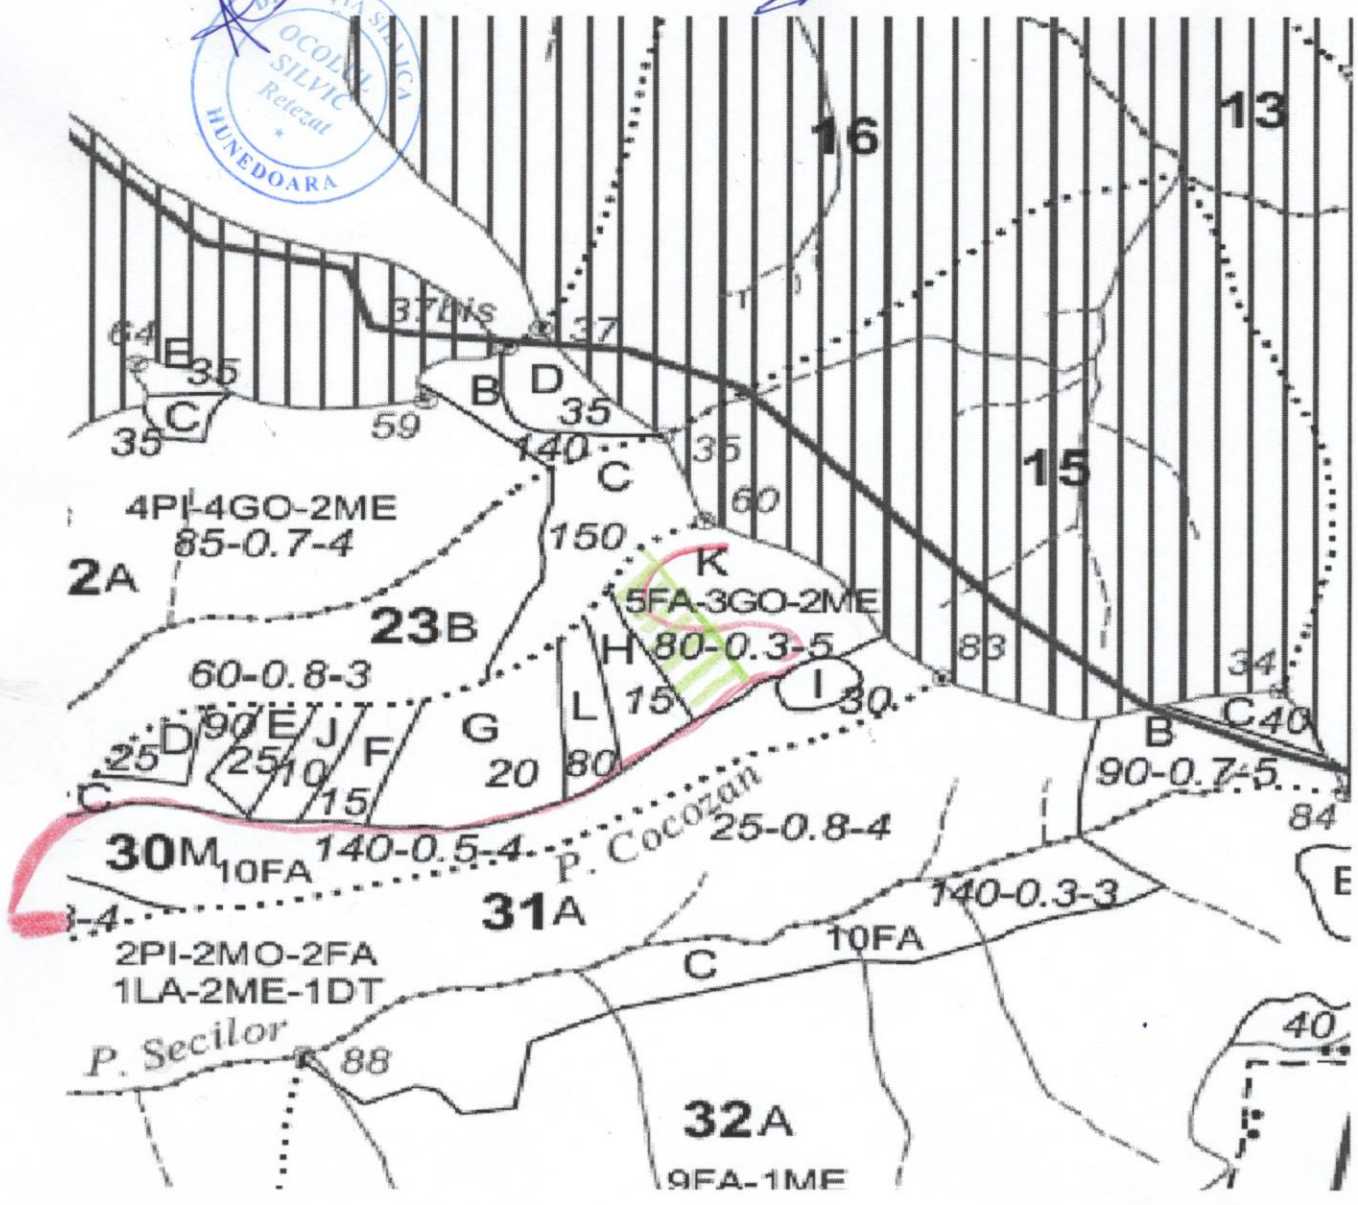 OCOLUL
SILVIC
Retezat
*
HUNEDOARA
16
13
37bis
37
64
E
35
C
35
59
B
D
35
140
C
35
15
60
4PI-4GO-2ME
85-0.7-4
2A
150
K
5FA-3GO-2ME
23B
H
80-0.3-5
83
34
60-0.8-3
I
30
15
L
C
40
D
90
E
J
F
G
B
25
25
10
15
20
80
90-0.7-5
C
P. Cocozan
25-0.8-4
84
30M
10FA
140-0.5-4
E
31A
140-0.3-3
3-4
2PI-2MO-2FA
1LA-2ME-1DT
10FA
C
P. Secilor
88
40
32A
9FA-1ME